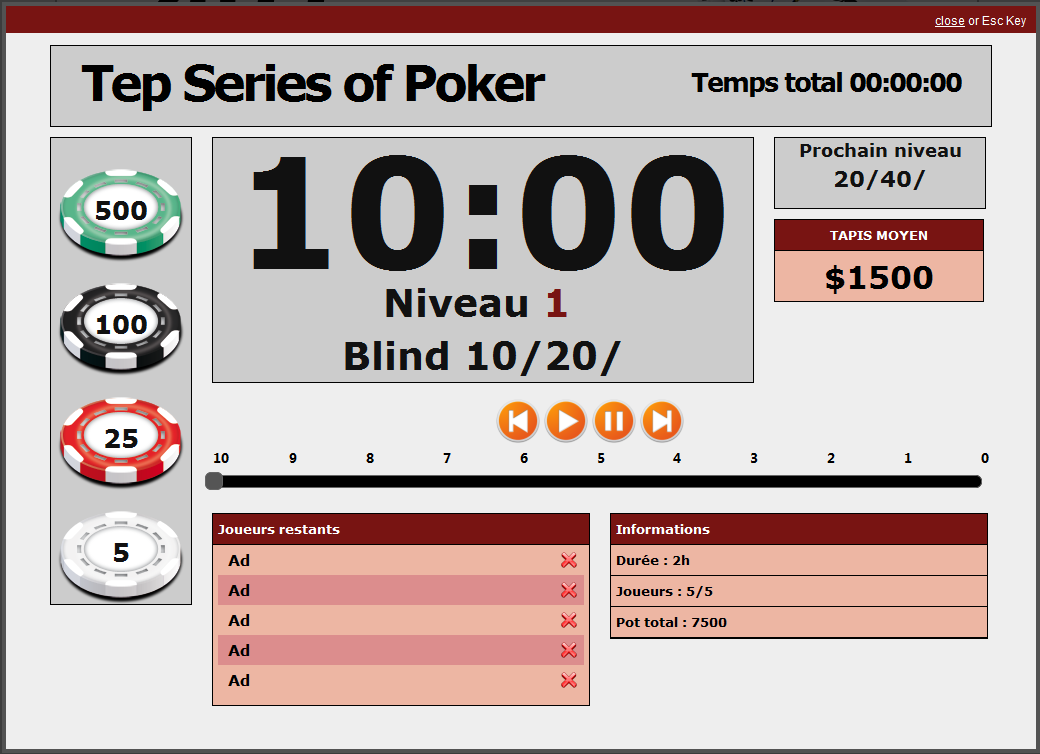 close or Esc Key
Tep Series of Poker
Temps total 00:00:00
500
100
25
5
10:00
Niveau 1
Blind 10/20/
Prochain niveau
20/40/
TAPIS MOYEN
$1500
10 9 8 7 6 5 4 3 2 1 0
Joueurs restants
Ad
Ad
Ad
Ad
Ad
Informations
Durée : 2h
Joueurs : 5/5
Pot total : 7500